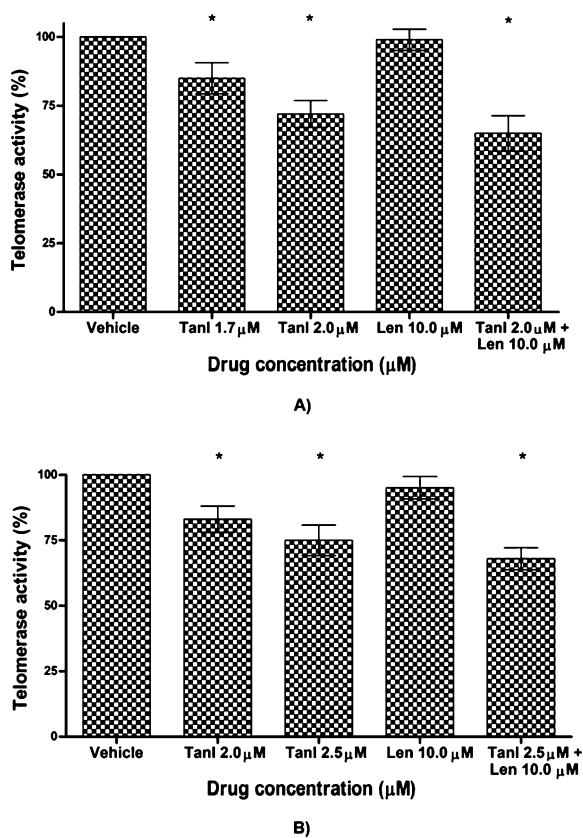 *
*
*
100
75
50
25
0
Telomerase activity (%)
Vehicle
TanI 1.7 µM
TanI 2.0 µM
Len 10.0 µM
TanI 2.0 µM +
Len 10.0 µM
Drug concentration (µM)
A)
*
*
*
100
75
50
25
0
Telomerase activity (%)
Vehicle
TanI 2.0 µM
TanI 2.5 µM
Len 10.0 µM
TanI 2.5 µM +
Len 10.0 µM
Drug concentration (µM)
B)